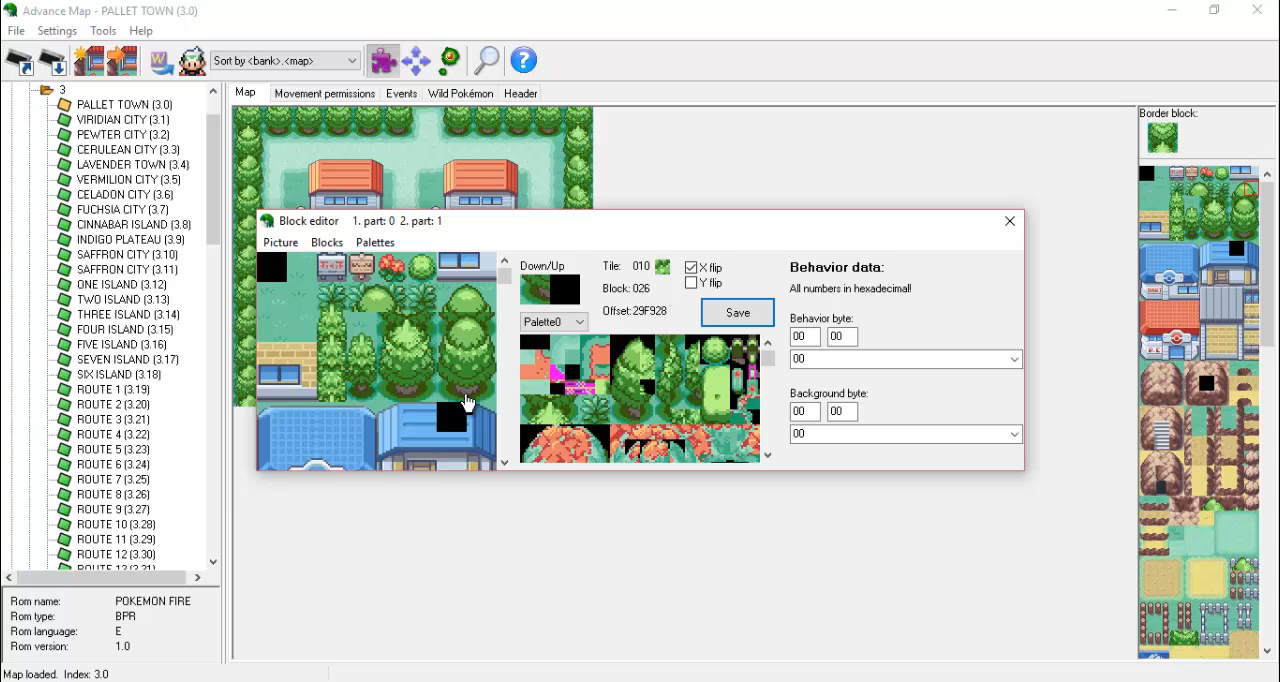 Advance Map - PALLET TOWN (3.0)
File Settings Tools Help
Sort by <bank>.<map>
3
PALLET TOWN (3.0)
VIRIDIAN CITY (3.1)
PEWTER CITY (3.2)
CERULEAN CITY (3.3)
LAVENDER TOWN (3.4)
VERMILION CITY (3.5)
CELADON CITY (3.6)
FUCHSIA CITY (3.7)
CINNABAR ISLAND (3.8)
INDIGO PLATEAU (3.9)
SAFFRON CITY (3.10)
SAFFRON CITY (3.11)
ONE ISLAND (3.12)
TWO ISLAND (3.13)
THREE ISLAND (3.14)
FOUR ISLAND (3.15)
FIVE ISLAND (3.16)
SEVEN ISLAND (3.17)
SIX ISLAND (3.18)
ROUTE 1 (3.19)
ROUTE 2 (3.20)
ROUTE 3 (3.21)
ROUTE 4 (3.22)
ROUTE 5 (3.23)
ROUTE 6 (3.24)
ROUTE 7 (3.25)
ROUTE 8 (3.26)
ROUTE 9 (3.27)
ROUTE 10 (3.28)
ROUTE 11 (3.29)
ROUTE 12 (3.30)
Rom name: POKEMON FIRE
Rom type: BPR
Rom language: E
Rom version: 1.0
Map loaded. Index: 3.0
Map Movement permissions Events Wild Pokémon Header
Border block:
Block editor 1. part: 0 2. part: 1
Picture Blocks Palettes
Down/Up
Tile: 010
Block: 026
Offset: 29F928
X flip
Y flip
Palette0
Save
Behavior data:
All numbers in hexadecimal!
Behavior byte:
00 00
00
Background byte:
00 00
00